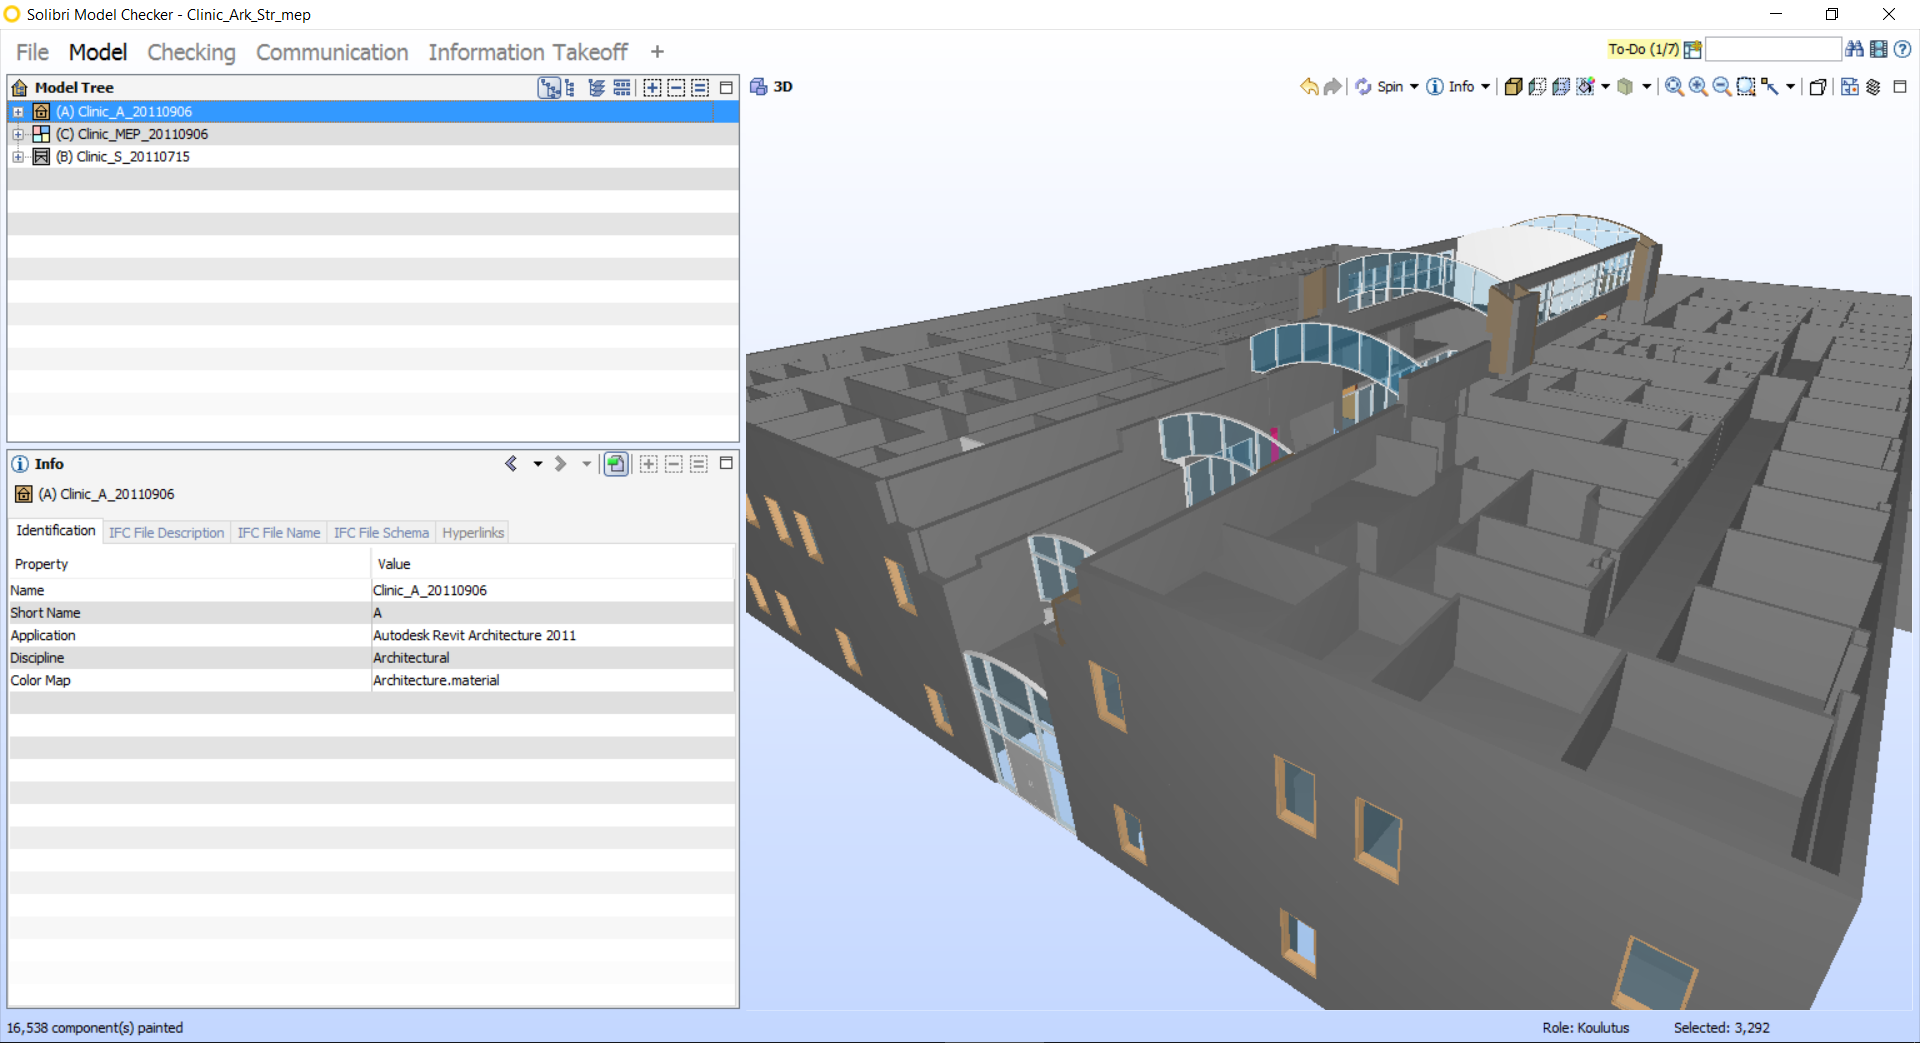 Solibri Model Checker - Clinic_Ark_Str_mep
File Model Checking Communication Information Takeoff +
To-Do (1/7)
Model Tree
(A) Clinic_A_20110906
(C) Clinic_MEP_20110906
(B) Clinic_S_20110715
3D
Spin Info
Info
(A) Clinic_A_20110906
Identification IFC File Description IFC File Name IFC File Schema Hyperlinks
Property Value
Name Clinic_A_20110906
Short Name A
Application Autodesk Revit Architecture 2011
Discipline Architectural
Color Map Architecture.material
16,538 component(s) painted
Role: Koulutus Selected: 3,292